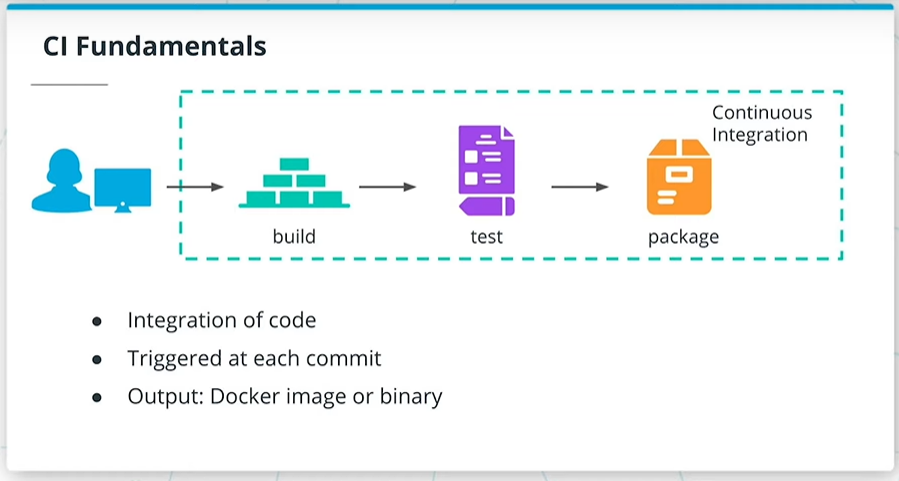 CI Fundamentals
Continuous
Integration
build
test
package
● Integration of code
● Triggered at each commit
● Output: Docker image or binary